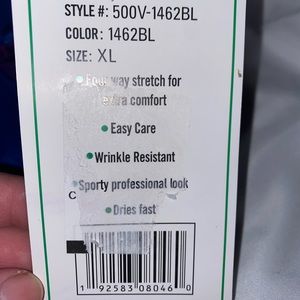 STYLE #: 500V-1462BL
COLOR: 1462BL
SIZE: XL
Four way stretch for
extra comfort
Easy Care
Wrinkle Resistant
Sporty professional look
C
Dries fast
1 92583 08046 0